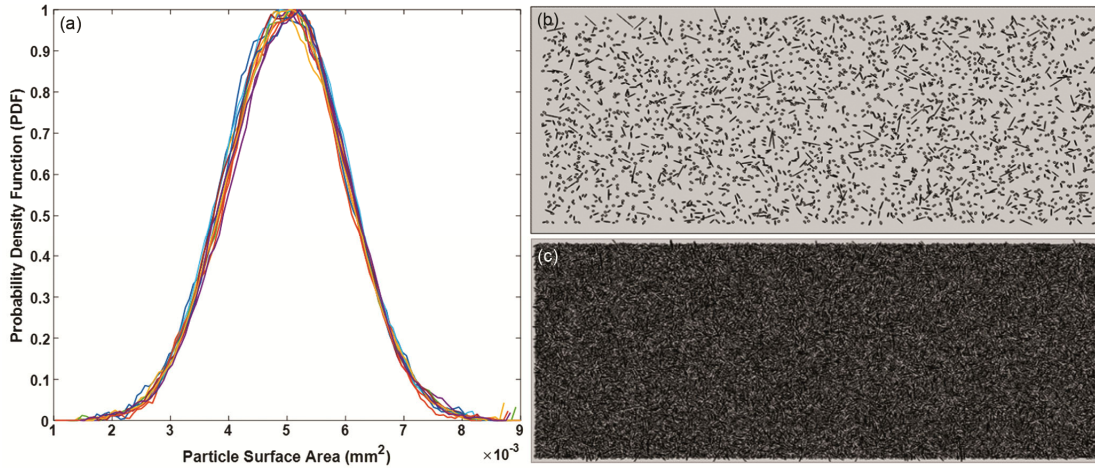 (a)
1
0.9
0.8
0.7
0.6
0.5
0.4
0.3
0.2
0.1
0
Probability Density Function (PDF)
1 2 3 4 5 6 7 8 9
Particle Surface Area (mm²) ×10⁻³
(b)
(c)